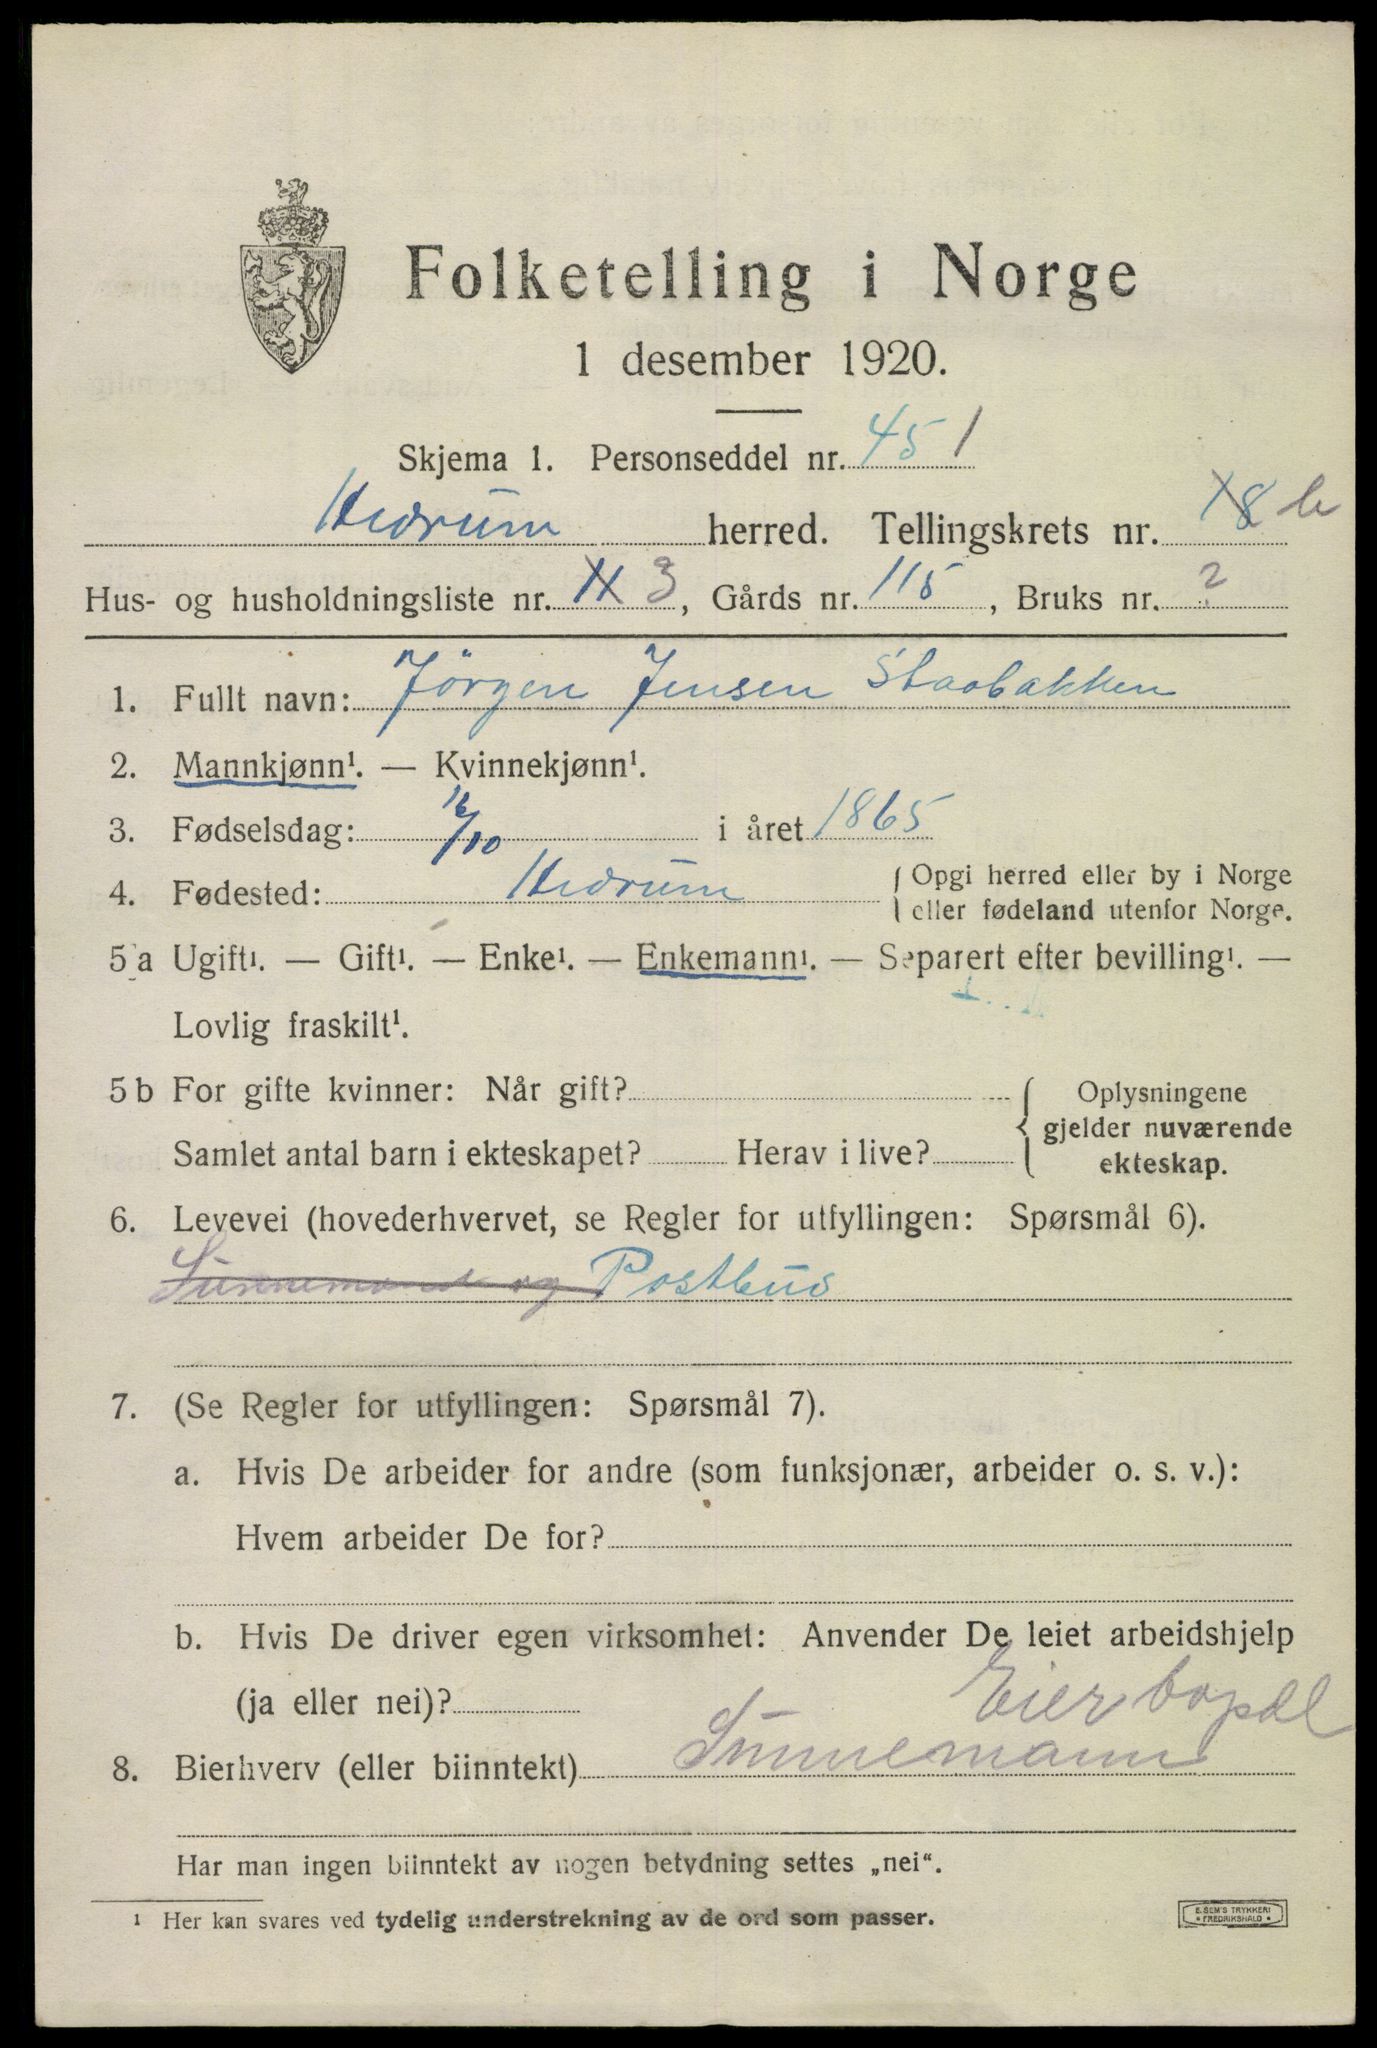 Folketelling i Norge
1 desember 1920.
Skjema 1. Personseddel nr. 451
Hedrum herred. Tellingskrets nr. 8
Hus- og husholdningsliste nr. 3, Gårds nr. 115, Bruks nr. ?
1. Fullt navn: Jörgen Jensen Staabakken
2. Mannkjønn¹. — Kvinnekjønn¹.
3. Fødselsdag: 16/10 i året 1865
4. Fødested: Hedrum { Opgi herred eller by i Norge
eller fødeland utenfor Norge.
5 a Ugift¹. — Gift¹. — Enke¹. — Enkemann¹. — Separert efter bevilling¹. —
Lovlig fraskilt¹.
5 b For gifte kvinner: Når gift? { Oplysningene
gjelder nuværende
Samlet antal barn i ekteskapet? Herav i live? ekteskap.
6. Levevei (hovederhvervet, se Regler for utfyllingen: Spørsmål 6).
Sünnemand og Postbud
7. (Se Regler for utfyllingen: Spørsmål 7).
a. Hvis De arbeider for andre (som funksjonær, arbeider o. s. v.):
Hvem arbeider De for?
b. Hvis De driver egen virksomhet: Anvender De leiet arbeidshjelp
(ja eller nei)? Eier
8. Bierhverv (eller biinntekt) Sünnemann
Har man ingen biinntekt av nogen betydning settes „nei“.
¹ Her kan svares ved tydelig understrekning av de ord som passer.
E. SEM'S TRYKKERI
• FREDRIKSHALD •